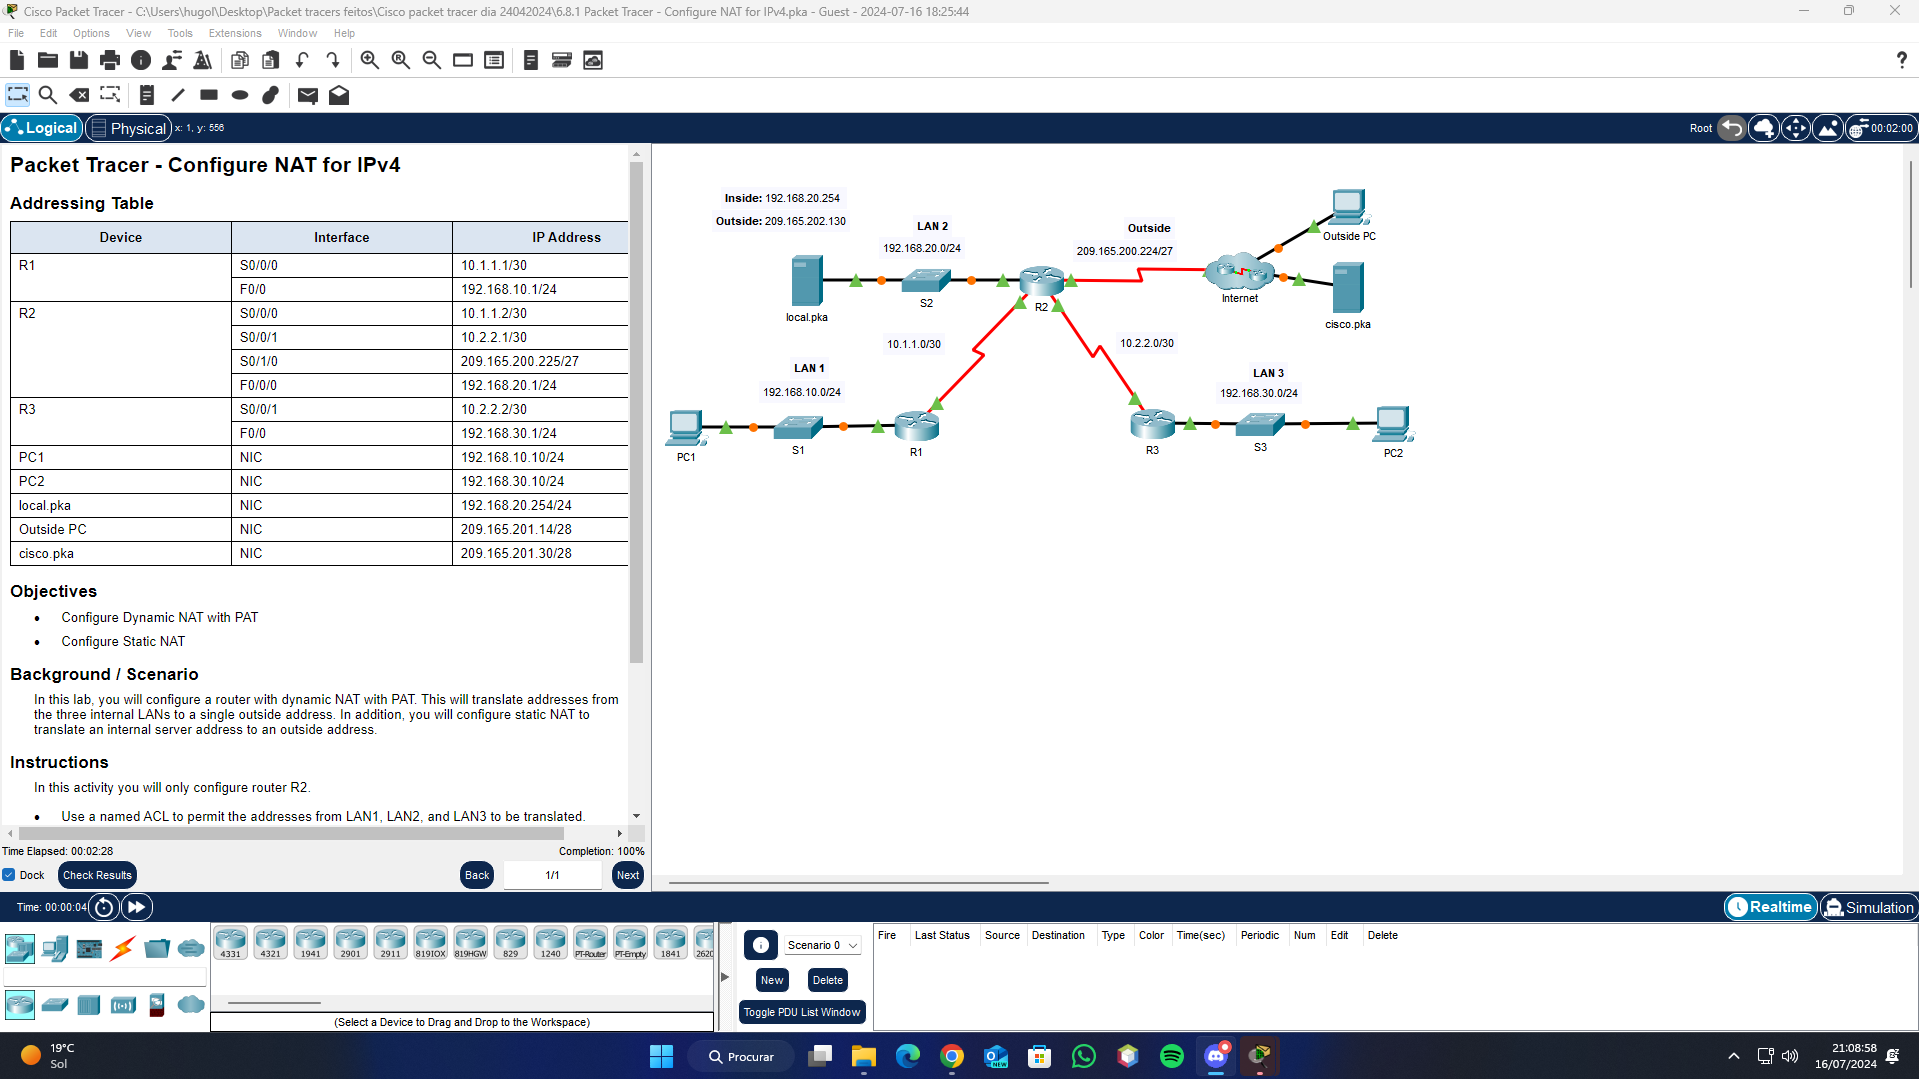 Cisco Packet Tracer - C:\Users\hugol\Desktop\Packet tracers feitos\Cisco packet tracer dia 24042024\6.8.1 Packet Tracer - Configure NAT for IPv4.pka - Guest - 2024-07-16 18:25:44
File Edit Options View Tools Extensions Window Help
Logical Physical x: 1, y: 556 Root 00:02:00
Packet Tracer - Configure NAT for IPv4
Addressing Table
Device Interface IP Address
R1 S0/0/0 10.1.1.1/30
F0/0 192.168.10.1/24
R2 S0/0/0 10.1.1.2/30
S0/0/1 10.2.2.1/30
S0/1/0 209.165.200.225/27
F0/0/0 192.168.20.1/24
R3 S0/0/1 10.2.2.2/30
F0/0 192.168.30.1/24
PC1 NIC 192.168.10.10/24
PC2 NIC 192.168.30.10/24
local.pka NIC 192.168.20.254/24
Outside PC NIC 209.165.201.14/28
cisco.pka NIC 209.165.201.30/28
Objectives
• Configure Dynamic NAT with PAT
• Configure Static NAT
Background / Scenario
In this lab, you will configure a router with dynamic NAT with PAT. This will translate addresses from
the three internal LANs to a single outside address. In addition, you will configure static NAT to
translate an internal server address to an outside address.
Instructions
In this activity you will only configure router R2.
• Use a named ACL to permit the addresses from LAN1, LAN2, and LAN3 to be translated.
Time Elapsed: 00:02:28 Completion: 100%
Dock Check Results Back 1/1 Next
Inside: 192.168.20.254
Outside: 209.165.202.130
LAN 2
192.168.20.0/24
Outside
209.165.200.224/27
Outside PC
local.pka
S2
R2
Internet
cisco.pka
10.1.1.0/30
10.2.2.0/30
LAN 1
192.168.10.0/24
LAN 3
192.168.30.0/24
PC1
S1
R1
R3
S3
PC2
Time: 00:00:04 Realtime Simulation
4331 4321 1941 2901 2911 819IOX 819HGW 829 1240 PT-Router PT-Empty 1841 2620
(Select a Device to Drag and Drop to the Workspace)
Scenario 0
New Delete
Toggle PDU List Window
Fire Last Status Source Destination Type Color Time(sec) Periodic Num Edit Delete
19°C
Sol
Procurar
NEW
21:08:58
16/07/2024